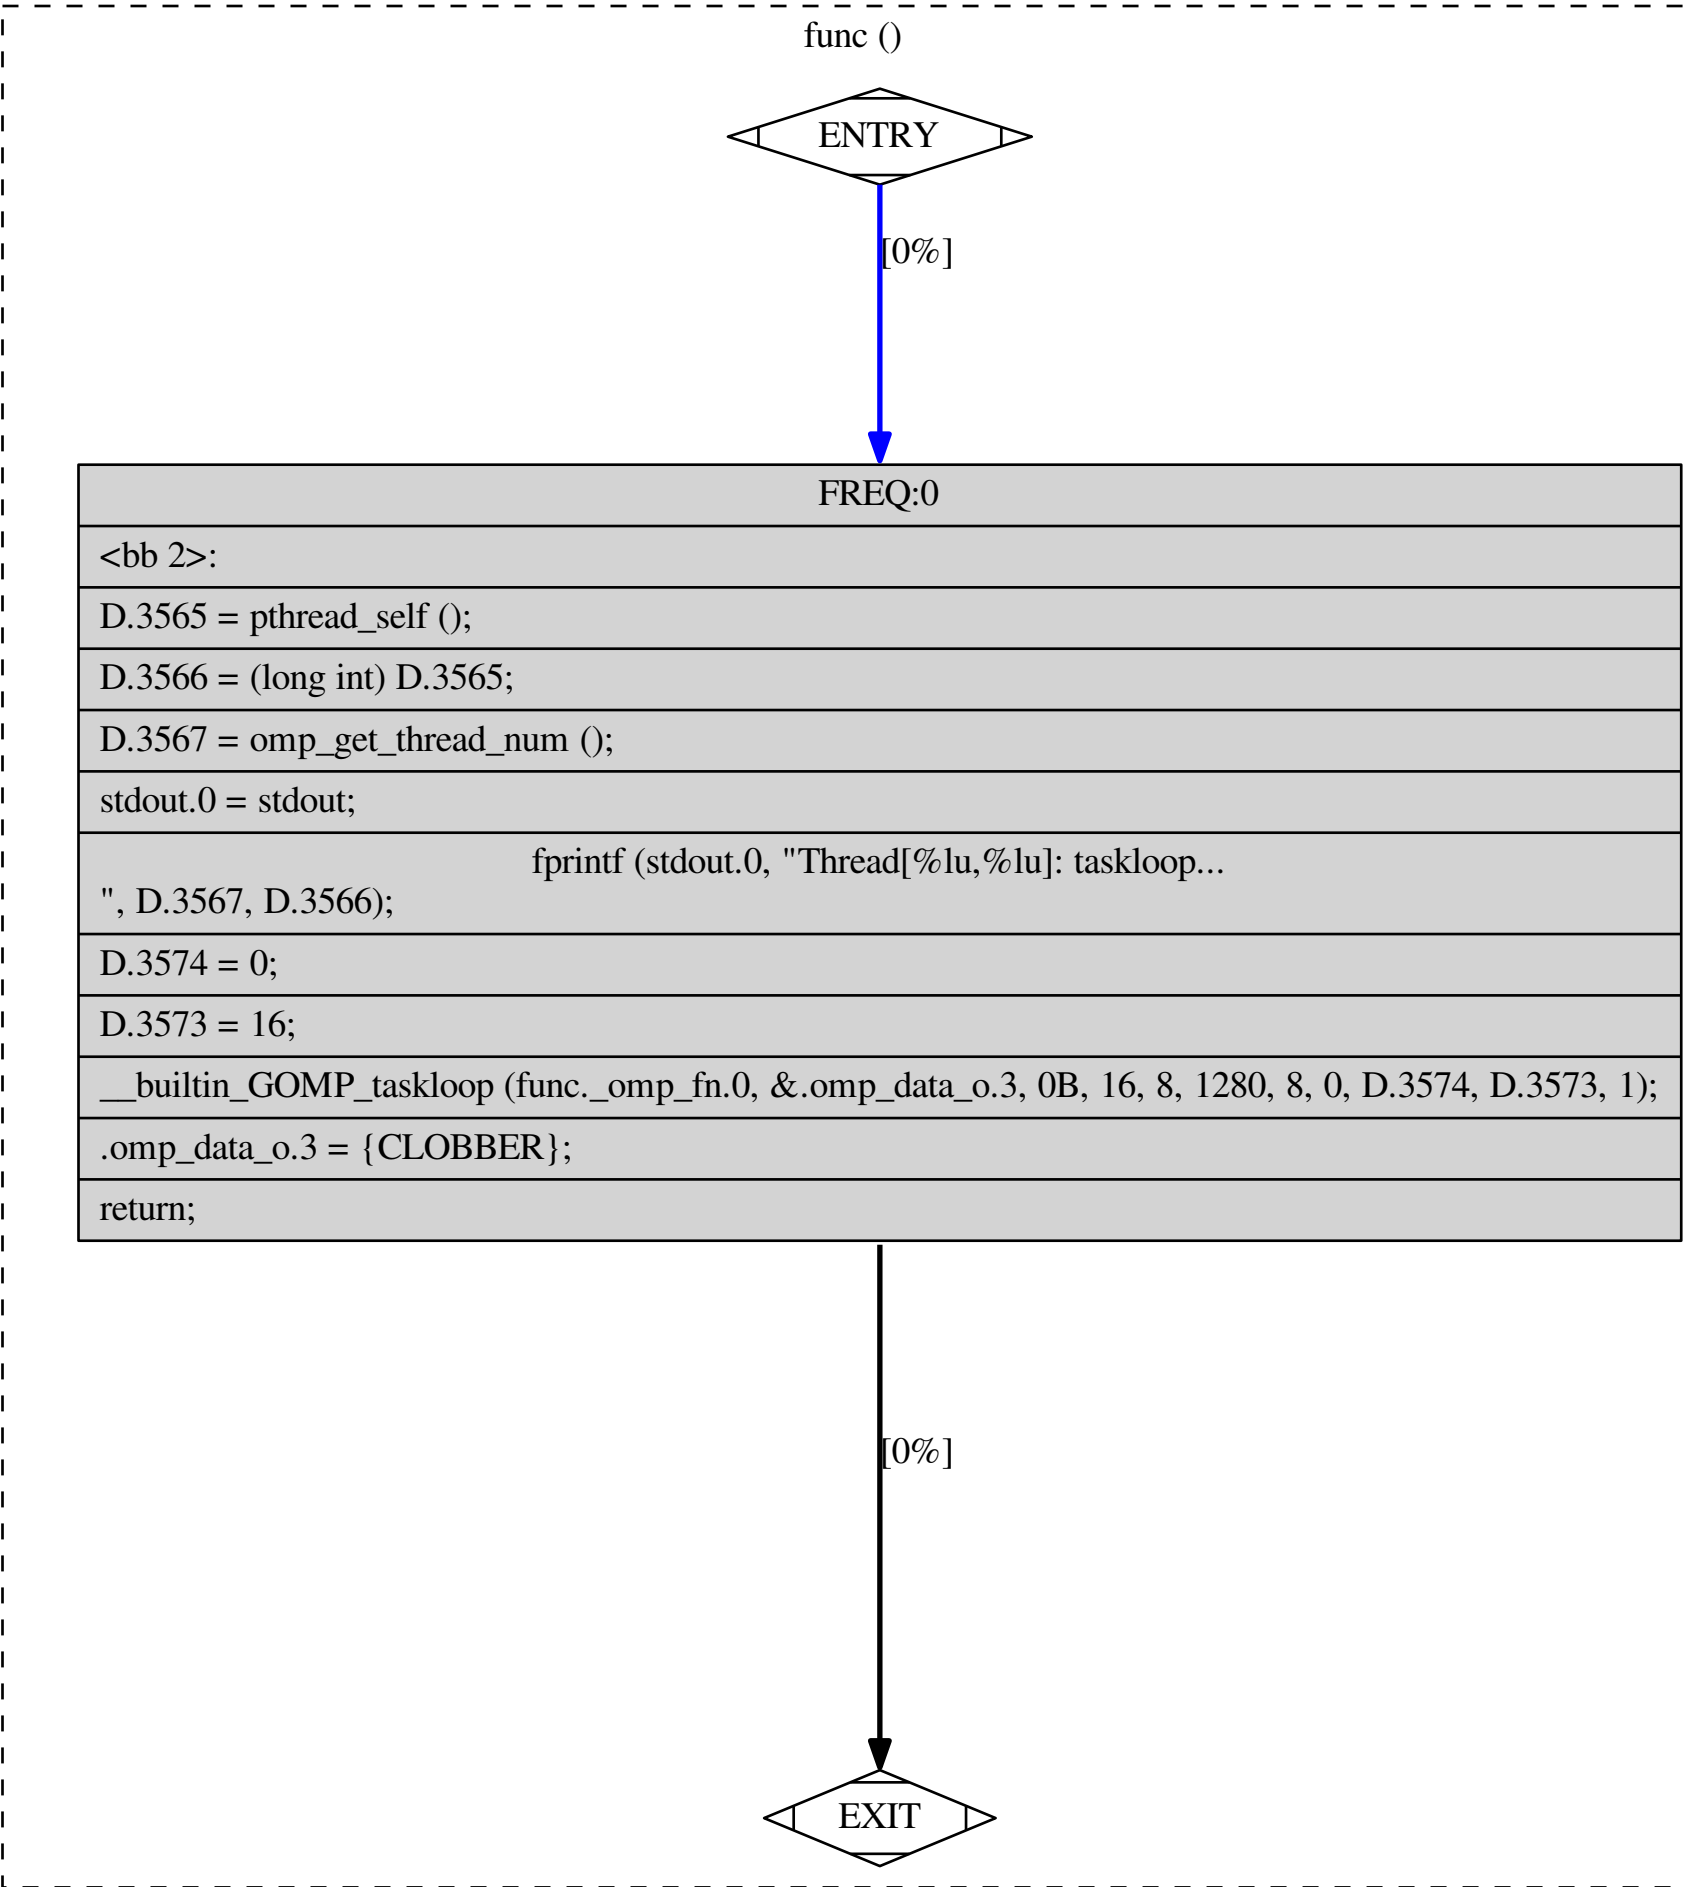 func ()
ENTRY
[0%]
FREQ:0
<bb 2>:
D.3565 = pthread_self ();
D.3566 = (long int) D.3565;
D.3567 = omp_get_thread_num ();
stdout.0 = stdout;
fprintf (stdout.0, "Thread[%lu,%lu]: taskloop...
", D.3567, D.3566);
D.3574 = 0;
D.3573 = 16;
__builtin_GOMP_taskloop (func._omp_fn.0, &.omp_data_o.3, 0B, 16, 8, 1280, 8, 0, D.3574, D.3573, 1);
.omp_data_o.3 = {CLOBBER};
return;
[0%]
EXIT